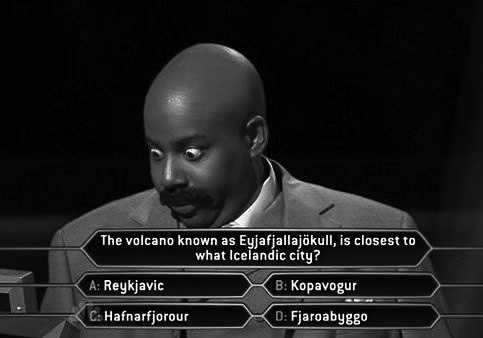 The volcano known as Eyjafjallajökull, is closest to
what Icelandic city?
A: Reykjavic
B: Kopavogur
C: Hafnarfjorour
D: Fjaroabyggo